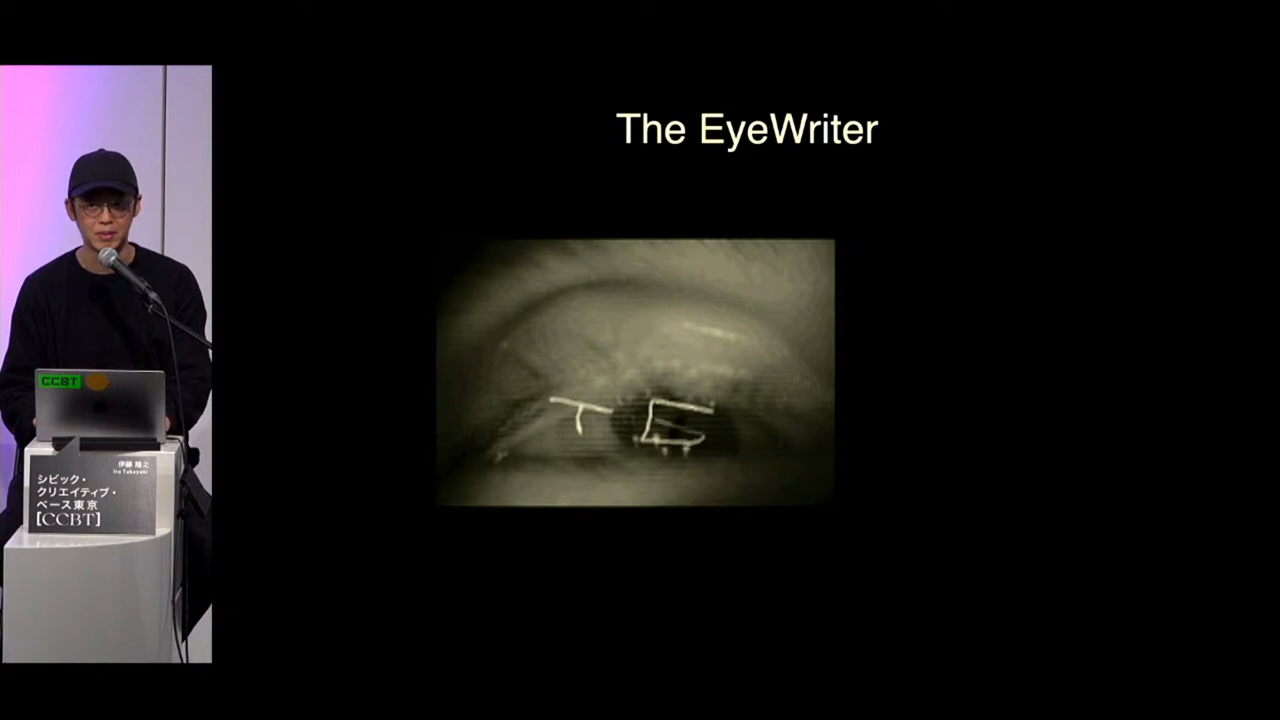 The EyeWriter
T E
CCBT
伊藤 隆之
Ito Takayuki
シビック・
クリエイティブ・
ベース東京
[CCBT]